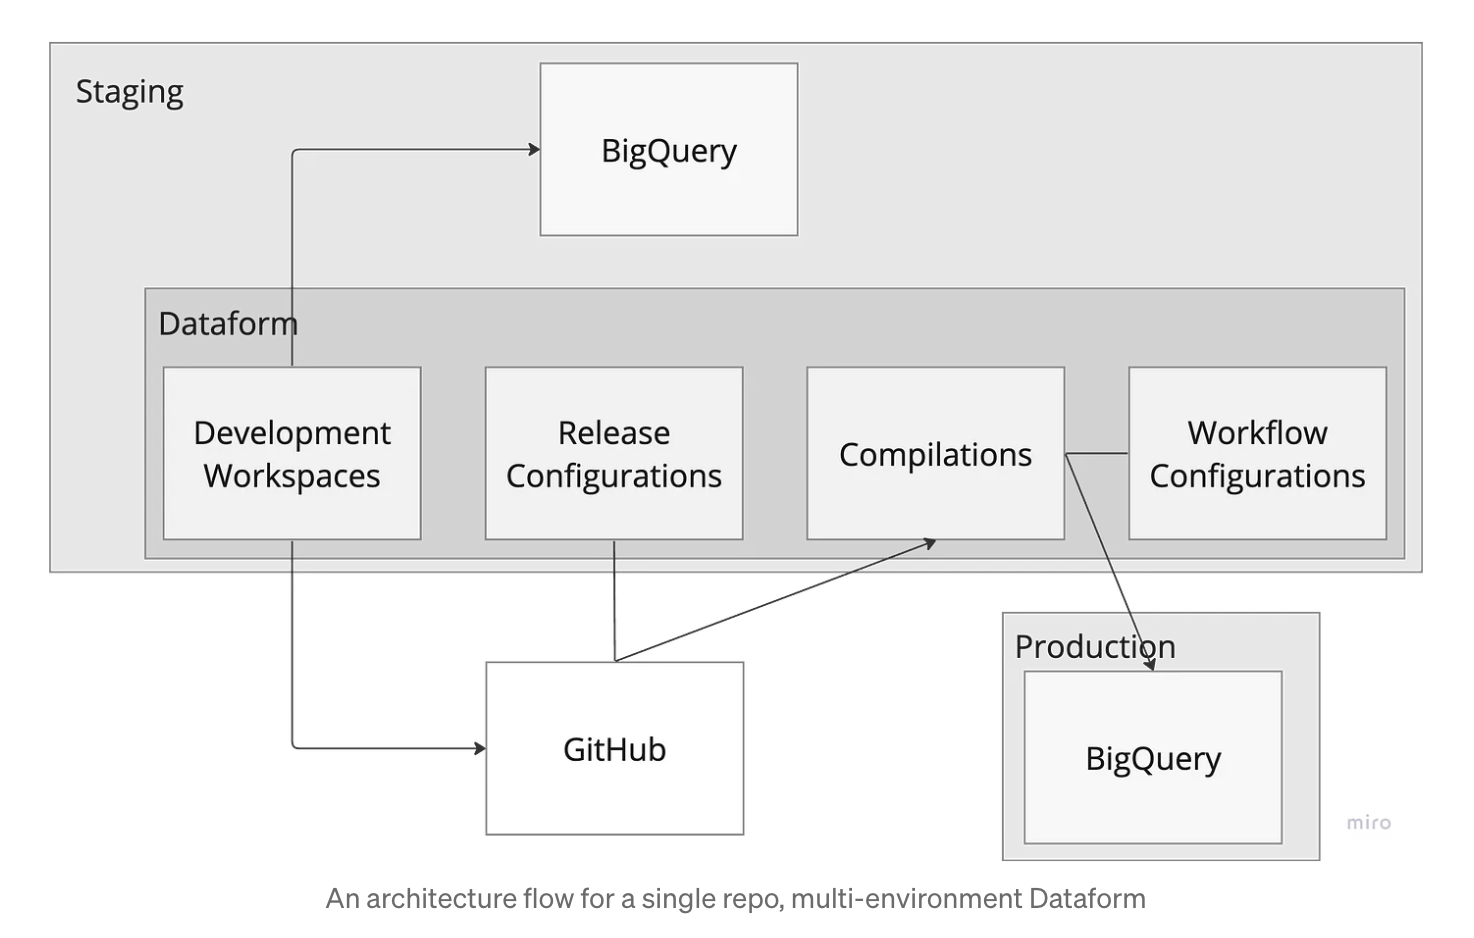 Staging
BigQuery
Dataform
Development
Workspaces
Release
Configurations
Compilations
Workflow
Configurations
GitHub
Production
BigQuery
miro
An architecture flow for a single repo, multi-environment Dataform